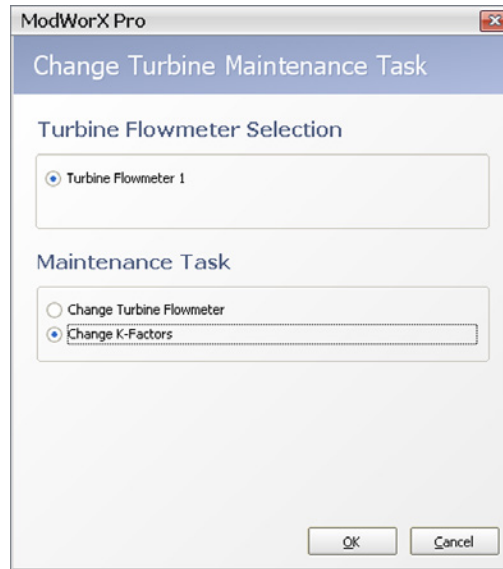 ModWorX Pro
Change Turbine Maintenance Task
Turbine Flowmeter Selection
Turbine Flowmeter 1
Maintenance Task
Change Turbine Flowmeter
Change K-Factors
OK Cancel